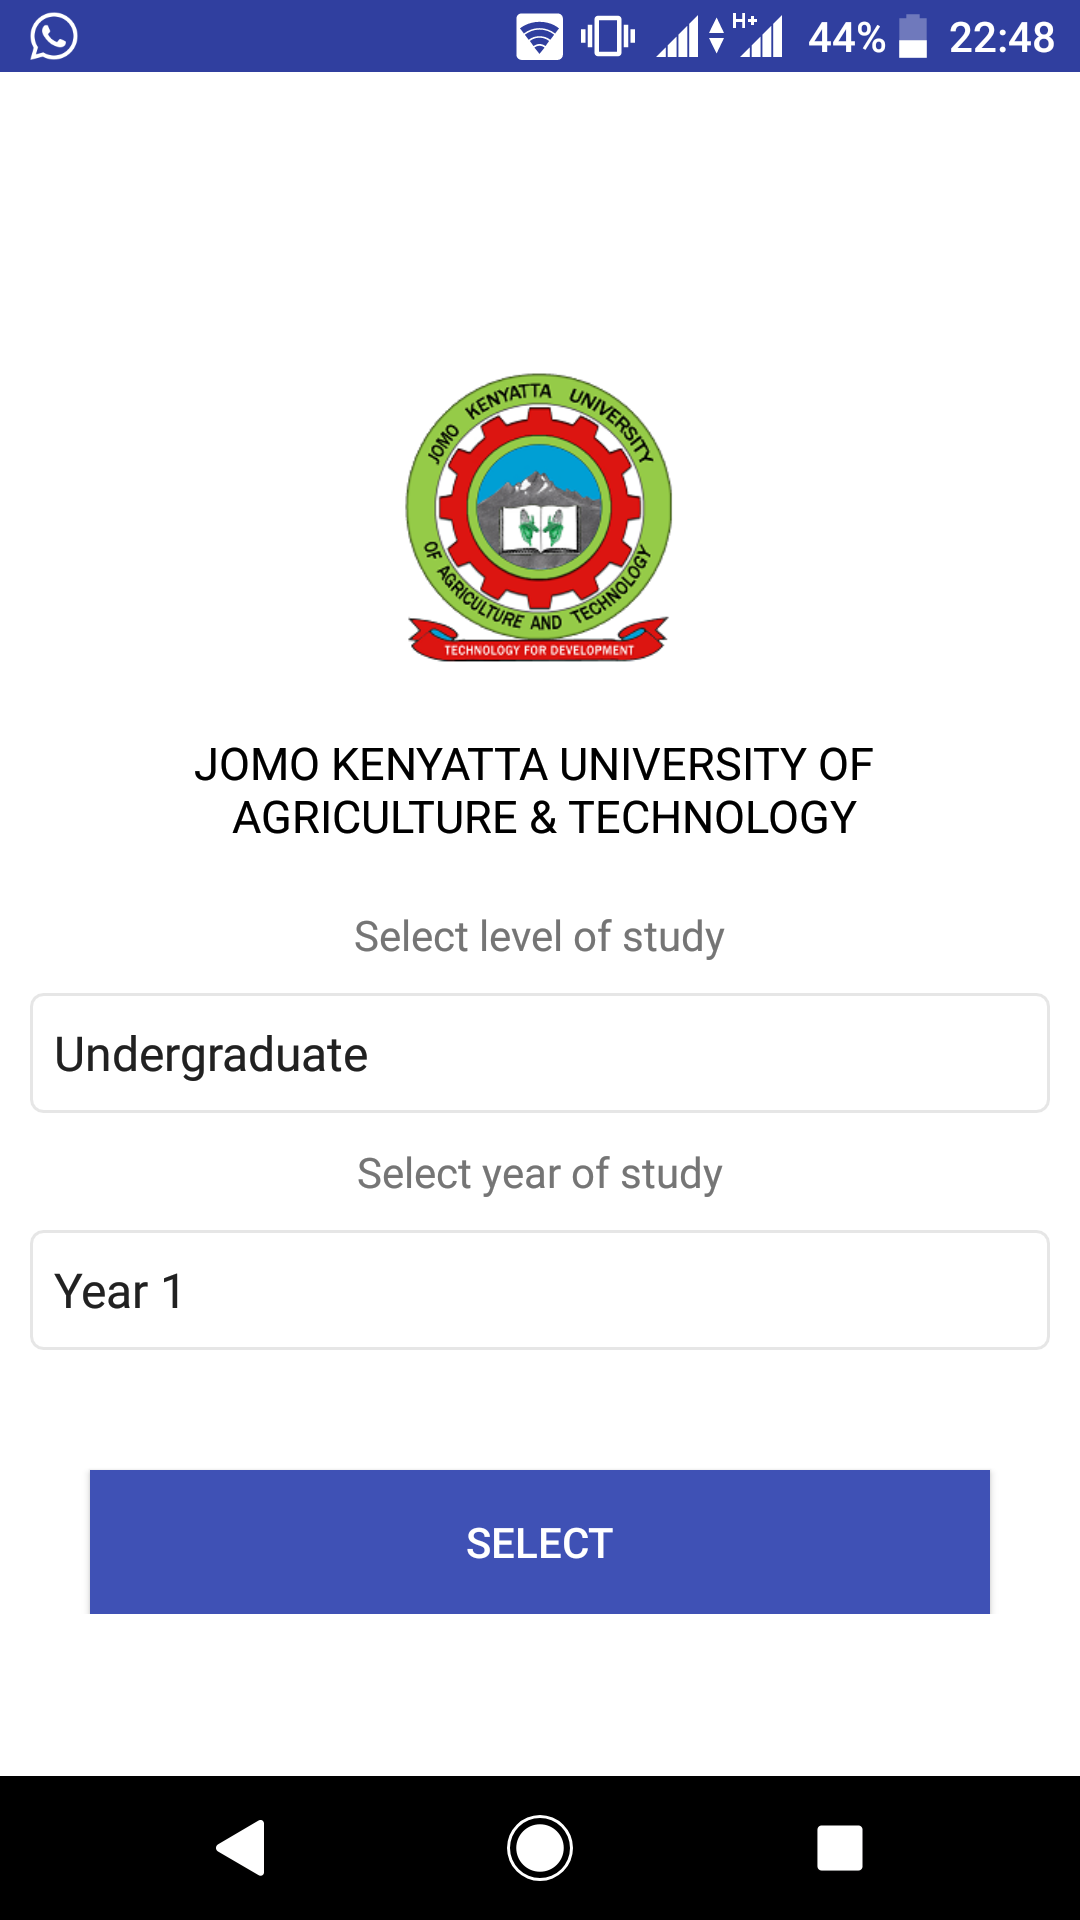 H+ 44% 22:48
JOMO KENYATTA UNIVERSITY
OF AGRICULTURE AND TECHNOLOGY
TECHNOLOGY FOR DEVELOPMENT
JOMO KENYATTA UNIVERSITY OF
AGRICULTURE & TECHNOLOGY
Select level of study
Undergraduate
Select year of study
Year 1
SELECT